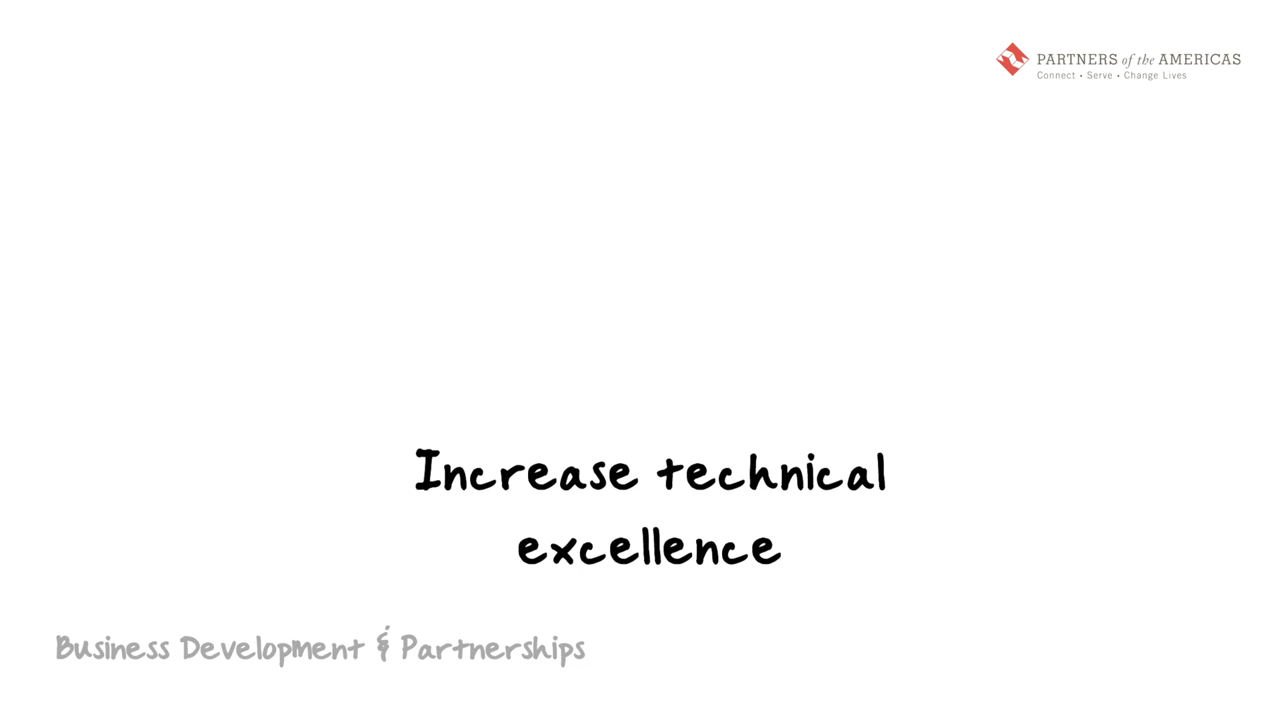 PARTNERS of the AMERICAS
Connect • Serve • Change Lives
Increase technical
excellence
Business Development & Partnerships